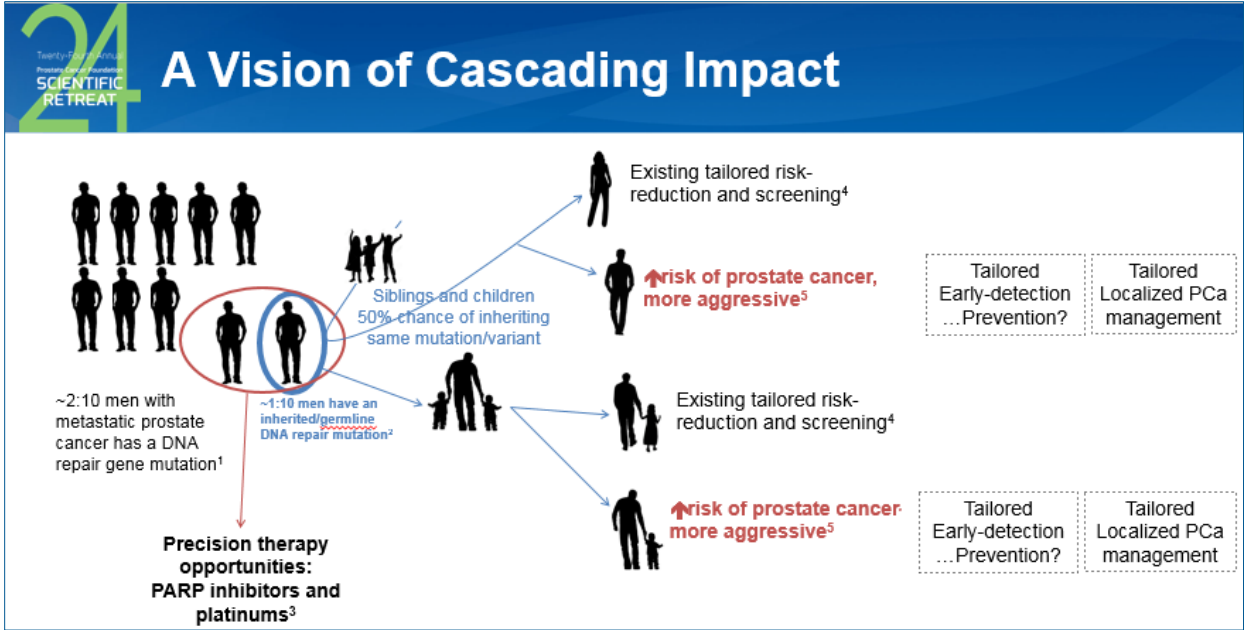 24
Twenty-Fourth Annual
Prostate Cancer Foundation
SCIENTIFIC
RETREAT
A Vision of Cascading Impact
Existing tailored risk-
reduction and screening⁴
↑risk of prostate cancer,
more aggressive⁵
Tailored
Early-detection
…Prevention?
Tailored
Localized PCa
management
Siblings and children
50% chance of inheriting
same mutation/variant
~2:10 men with
metastatic prostate
cancer has a DNA
repair gene mutation¹
~1:10 men have an
inherited/germline
DNA repair mutation²
Existing tailored risk-
reduction and screening⁴
↑risk of prostate cancer
more aggressive⁵
Tailored
Early-detection
…Prevention?
Tailored
Localized PCa
management
Precision therapy
opportunities:
PARP inhibitors and
platinums³